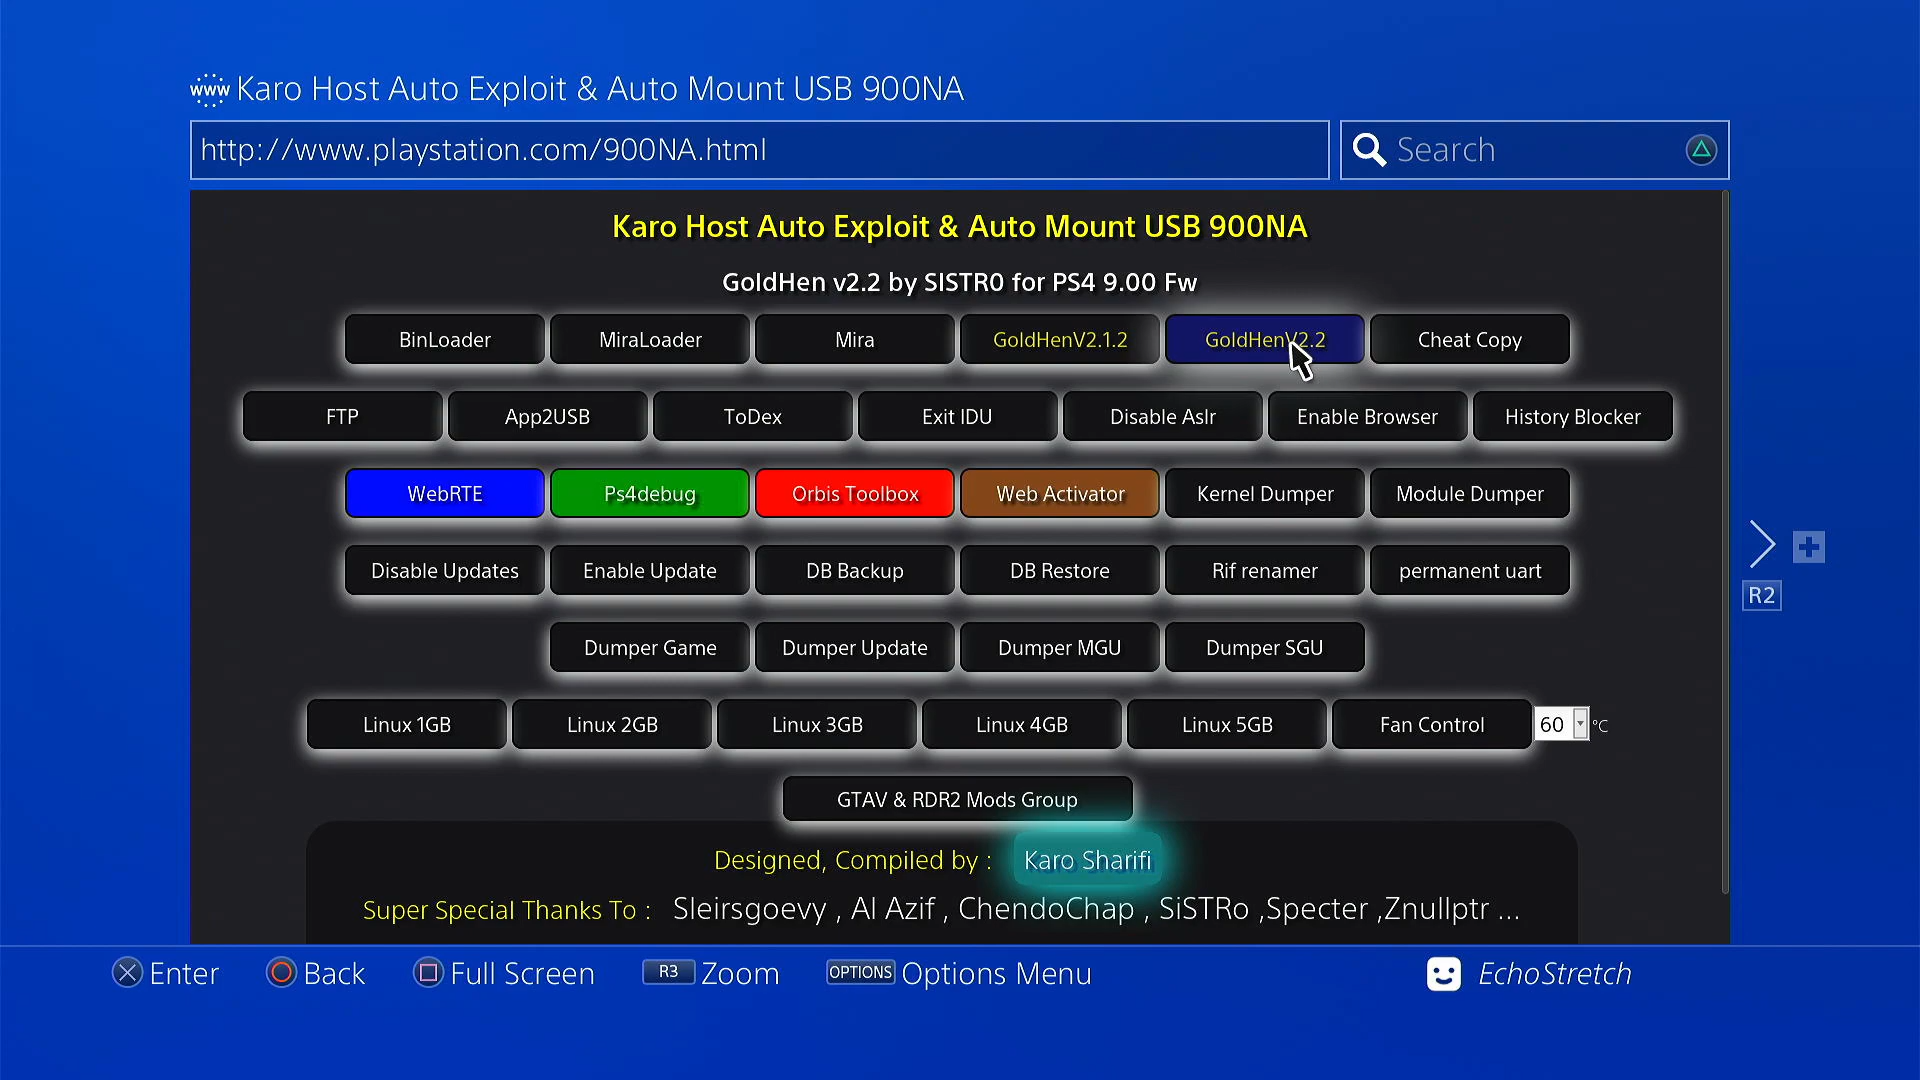 www Karo Host Auto Exploit & Auto Mount USB 900NA
http://www.playstation.com/900NA.html Search
Karo Host Auto Exploit & Auto Mount USB 900NA
GoldHen v2.2 by SISTR0 for PS4 9.00 Fw
BinLoader MiraLoader Mira GoldHenV2.1.2 GoldHenV2.2 Cheat Copy
FTP App2USB ToDex Exit IDU Disable Aslr Enable Browser History Blocker
WebRTE Ps4debug Orbis Toolbox Web Activator Kernel Dumper Module Dumper
Disable Updates Enable Update DB Backup DB Restore Rif renamer permanent uart
R2
Dumper Game Dumper Update Dumper MGU Dumper SGU
Linux 1GB Linux 2GB Linux 3GB Linux 4GB Linux 5GB Fan Control 60 °C
GTAV & RDR2 Mods Group
Designed, Compiled by : Karo Sharifi
Super Special Thanks To : Sleirsgoevy , Al Azif , ChendoChap , SiSTRo ,Specter ,Znullptr ...
Enter Back Full Screen R3 Zoom OPTIONS Options Menu EchoStretch